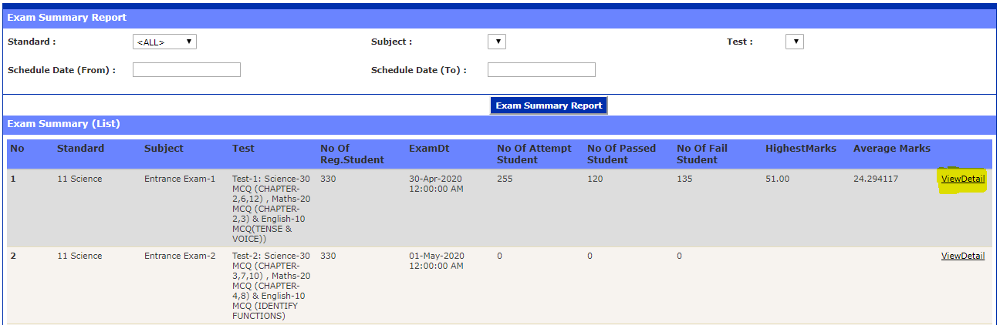 Exam Summary Report
Standard : <ALL> Subject : Test :
Schedule Date (From) : Schedule Date (To) :
Exam Summary Report
Exam Summary (List)
No Standard Subject Test No Of Reg.Student ExamDt No Of Attempt Student No Of Passed Student No Of Fail Student HighestMarks Average Marks
1 11 Science Entrance Exam-1 Test-1: Science-30 330 30-Apr-2020 255 120 135 51.00 24.294117 ViewDetail
MCQ (CHAPTER- 12:00:00 AM
2,6,12) , Maths-20
MCQ (CHAPTER-
2,3) & English-10
MCQ(TENSE &
VOICE))
2 11 Science Entrance Exam-2 Test-2: Science-30 330 01-May-2020 0 0 0 ViewDetail
MCQ (CHAPTER- 12:00:00 AM
3,7,10) , Maths-20
MCQ (CHAPTER-
4,8) & English-10
MCQ (IDENTIFY
FUNCTIONS)